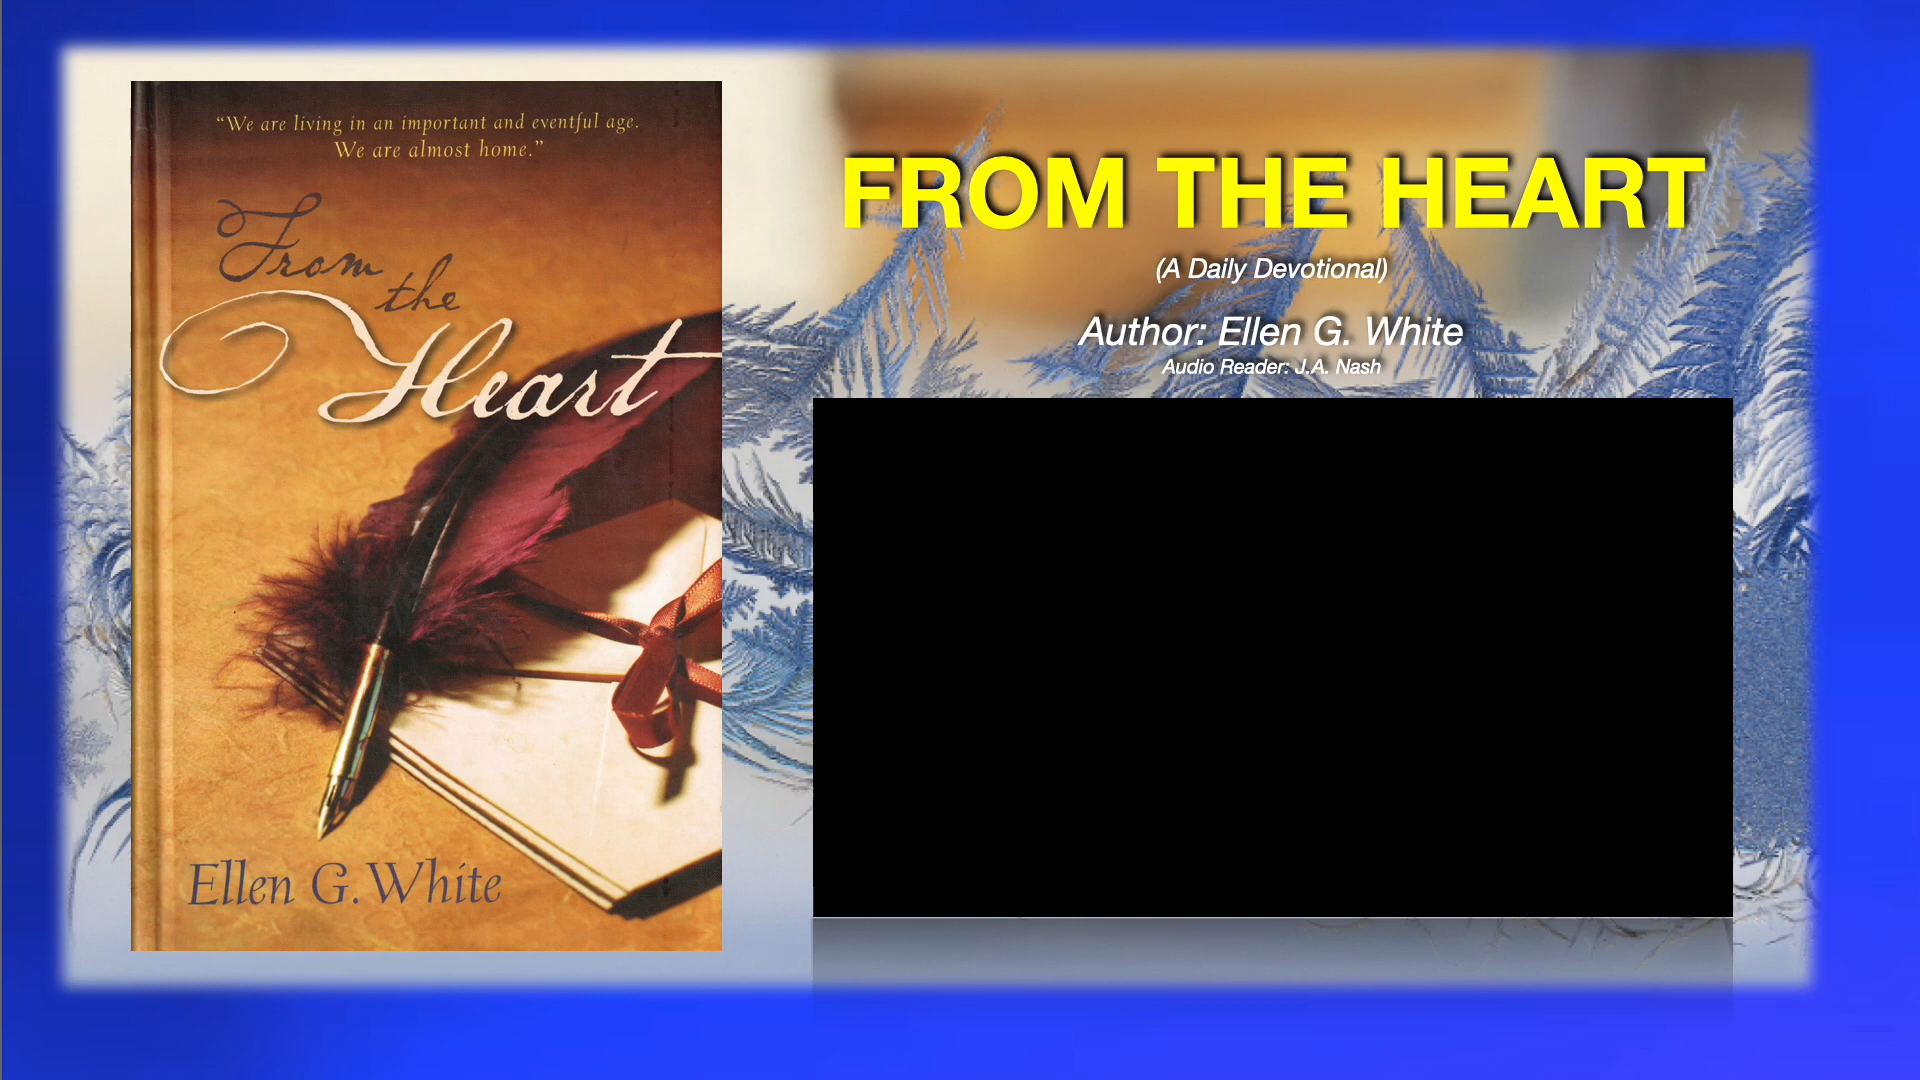 “We are living in an important and eventful age.
We are almost home.”
From
the
Heart
Ellen G. White
FROM THE HEART
(A Daily Devotional)
Author: Ellen G. White
Audio Reader: J.A. Nash